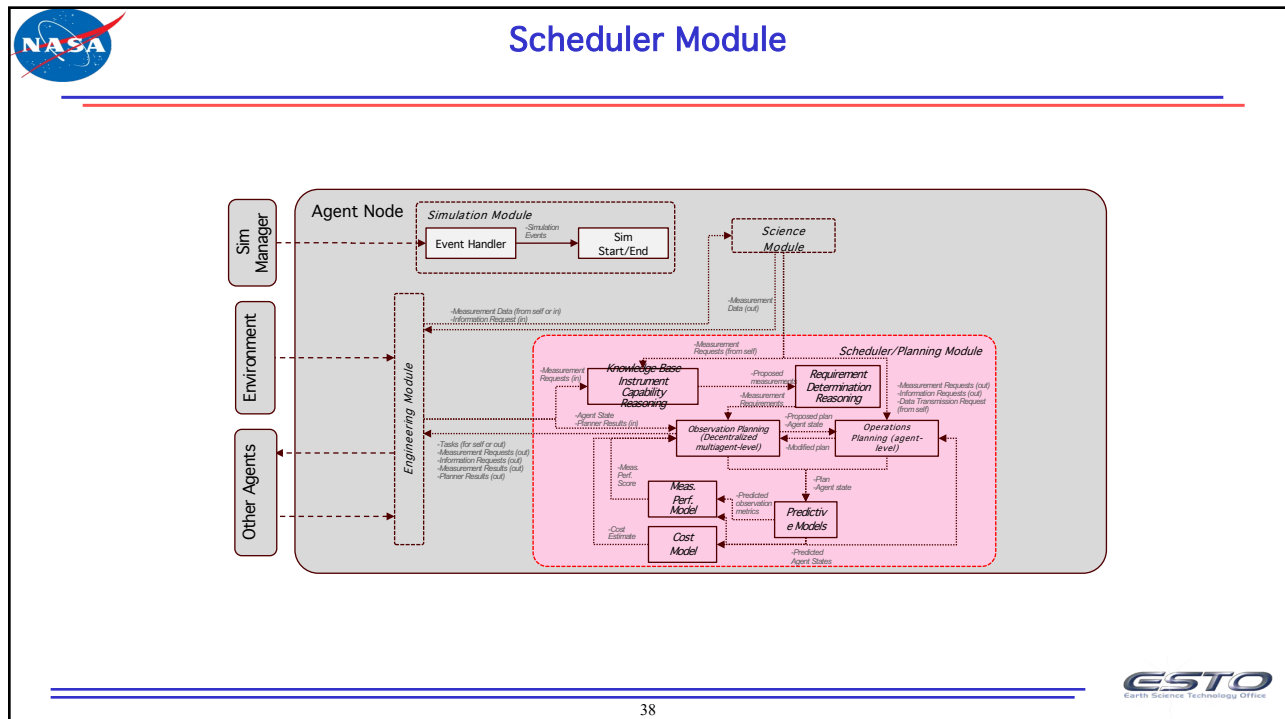 NASA
Scheduler Module
Sim
Manager
Environment
Other Agents
Agent Node
Simulation Module
Event Handler
-Simulation
Events
Sim
Start/End
Science
Module
Engineering Module
-Measurement Data (from self or in)
-Information Request (in)
-Measurement
Data (out)
-Measurement
Requests (from self)
Scheduler/Planning Module
-Measurement
Requests (in)
Knowledge Base
Instrument
Capability
Reasoning
-Proposed
measurements
Requirement
Determination
Reasoning
-Measurement Requests (out)
-Information Requests (out)
-Data Transmission Request
(from self)
-Measurement
Requirements
-Agent State
-Planner Results (in)
Observation Planning
(Decentralized
multiagent-level)
-Proposed plan
-Agent state
-Modified plan
Operations
Planning (agent-
level)
-Tasks (for self or out)
-Measurement Requests (out)
-Information Requests (out)
-Measurement Results (out)
-Planner Results (out)
-Meas.
Perf.
Score
Meas.
Perf.
Model
-Predicted
observation
metrics
-Plan
-Agent state
Predictiv
e Models
-Cost
Estimate
Cost
Model
-Predicted
Agent States
38
ESTO
Earth Science Technology Office